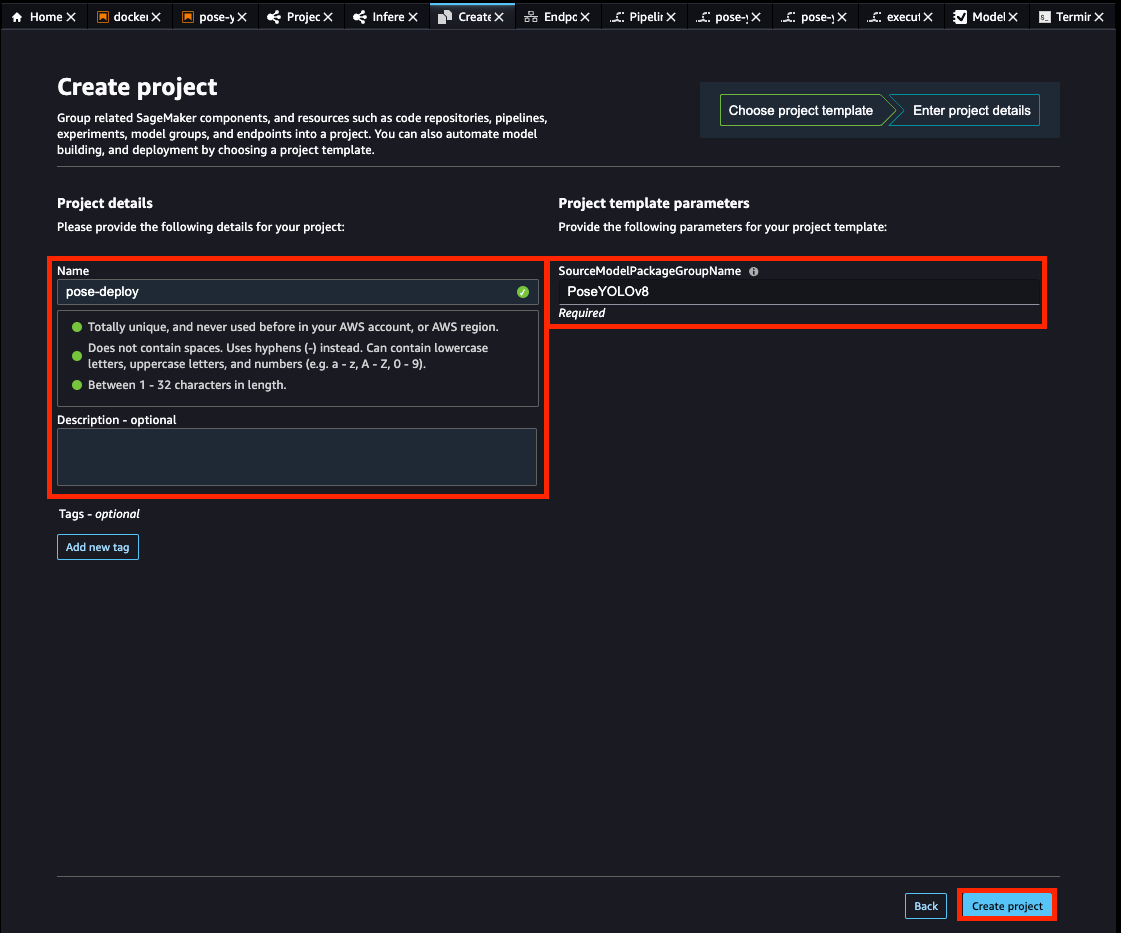 Home
docker
pose-y
Projec
Infere
Create
Endpo
Pipelir
pose-y
pose-y
execut
Model
Termir
Create project
Group related SageMaker components, and resources such as code repositories, pipelines,
experiments, model groups, and endpoints into a project. You can also automate model
building, and deployment by choosing a project template.
Choose project template
Enter project details
Project details
Please provide the following details for your project:
Name
pose-deploy
Totally unique, and never used before in your AWS account, or AWS region.
Does not contain spaces. Uses hyphens (-) instead. Can contain lowercase
letters, uppercase letters, and numbers (e.g. a - z, A - Z, 0 - 9).
Between 1 - 32 characters in length.
Description - optional
Tags - optional
Add new tag
Project template parameters
Provide the following parameters for your project template:
SourceModelPackageGroupName
PoseYOLOv8
Required
Back
Create project